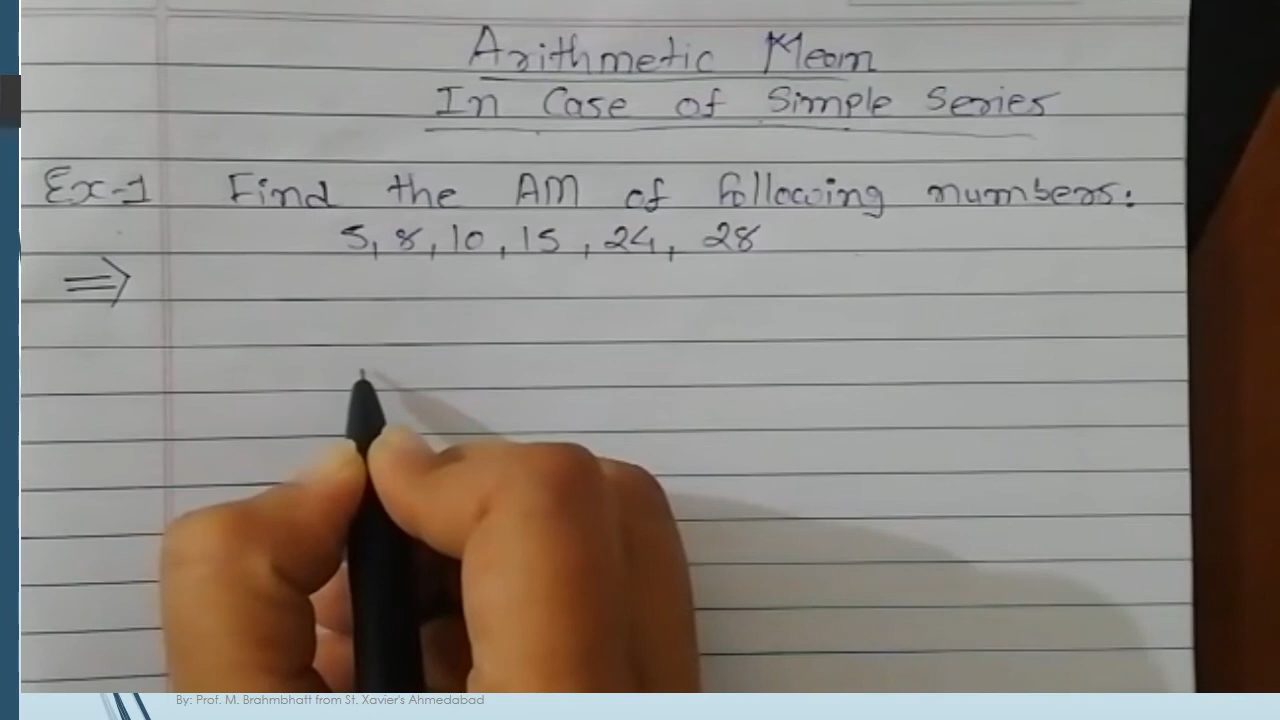 Arithmetic Mean
In Case of Simple Series
Ex-1 Find the AM of following numbers:
5, 8, 10, 15, 24, 28
⇒
By: Prof. M. Brahmbhatt from St. Xavier's Ahmedabad